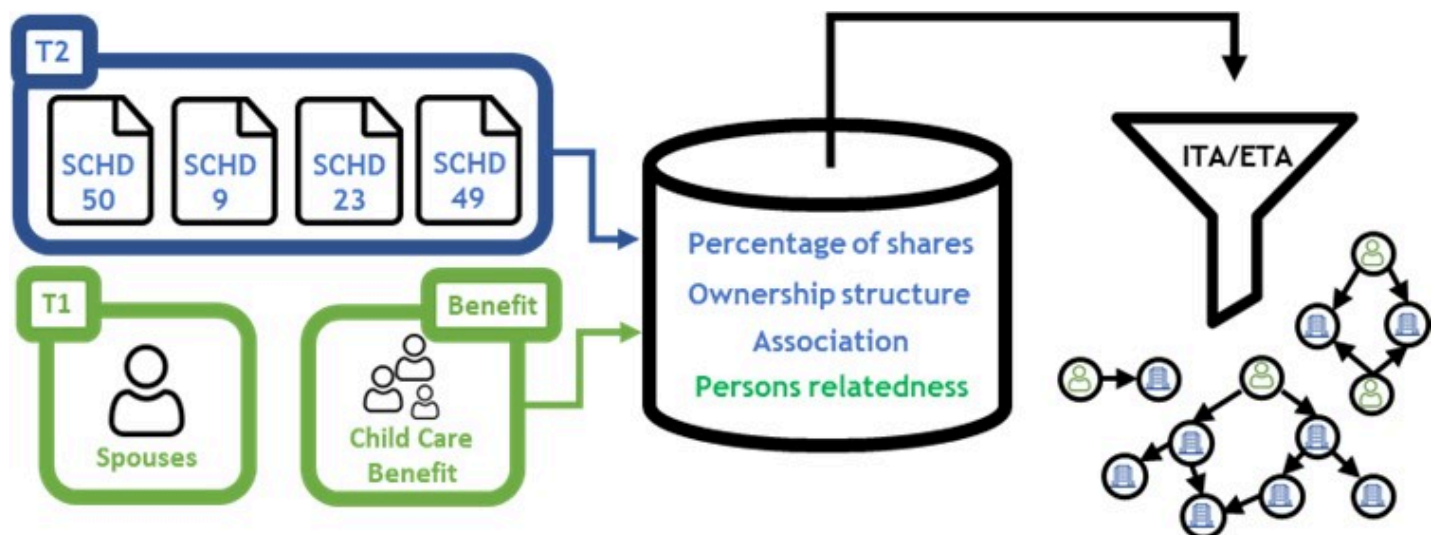 T2
SCHD
50
SCHD
9
SCHD
23
SCHD
49
T1
Spouses
Benefit
Child Care
Benefit
Percentage of shares
Ownership structure
Association
Persons relatedness
ITA/ETA